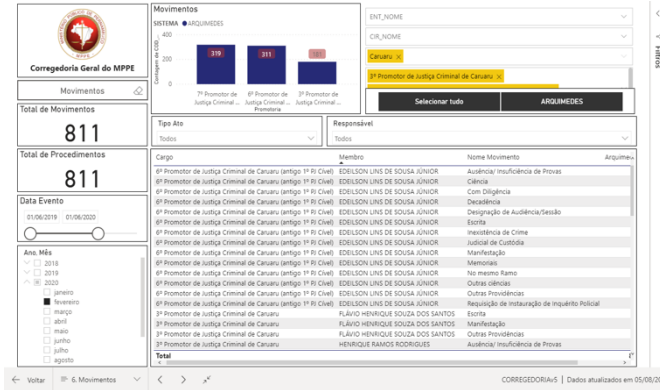 MPPE
Corregedoria Geral do MPPE
Movimentos
Total de Movimentos
811
Total de Procedimentos
811
Data Evento
01/06/2019 01/06/2020
Ano, Mês
2018
2019
2020
janeiro
fevereiro
março
abril
maio
junho
julho
agosto
Movimentos
SISTEMA ARQUIMEDES
Contagem de COD_...
400
200
0
319
311
181
7º Promotor de Justiça Criminal ...
6º Promotor de Justiça Criminal ...
3º Promotor de Justiça Criminal ...
Promotoria
ENT_NOME
CIR_NOME
Caruaru ×
3º Promotor de Justiça Criminal de Caruaru ×
Selecionar tudo ARQUIMEDES
Filtros
Tipo Ato
Todos
Responsável
Todos
Cargo Membro Nome Movimento Arquimed
6º Promotor de Justiça Criminal de Caruaru (antigo 1º PJ Cível) EDEILSON LINS DE SOUSA JÚNIOR Ausência/ Insuficiência de Provas
6º Promotor de Justiça Criminal de Caruaru (antigo 1º PJ Cível) EDEILSON LINS DE SOUSA JÚNIOR Ciência
6º Promotor de Justiça Criminal de Caruaru (antigo 1º PJ Cível) EDEILSON LINS DE SOUSA JÚNIOR Com Diligência
6º Promotor de Justiça Criminal de Caruaru (antigo 1º PJ Cível) EDEILSON LINS DE SOUSA JÚNIOR Decadência
6º Promotor de Justiça Criminal de Caruaru (antigo 1º PJ Cível) EDEILSON LINS DE SOUSA JÚNIOR Designação de Audiência/Sessão
6º Promotor de Justiça Criminal de Caruaru (antigo 1º PJ Cível) EDEILSON LINS DE SOUSA JÚNIOR Escrita
6º Promotor de Justiça Criminal de Caruaru (antigo 1º PJ Cível) EDEILSON LINS DE SOUSA JÚNIOR Inexistência de Crime
6º Promotor de Justiça Criminal de Caruaru (antigo 1º PJ Cível) EDEILSON LINS DE SOUSA JÚNIOR Judicial de Custódia
6º Promotor de Justiça Criminal de Caruaru (antigo 1º PJ Cível) EDEILSON LINS DE SOUSA JÚNIOR Manifestação
6º Promotor de Justiça Criminal de Caruaru (antigo 1º PJ Cível) EDEILSON LINS DE SOUSA JÚNIOR Memoriais
6º Promotor de Justiça Criminal de Caruaru (antigo 1º PJ Cível) EDEILSON LINS DE SOUSA JÚNIOR No mesmo Ramo
6º Promotor de Justiça Criminal de Caruaru (antigo 1º PJ Cível) EDEILSON LINS DE SOUSA JÚNIOR Outras ciências
6º Promotor de Justiça Criminal de Caruaru (antigo 1º PJ Cível) EDEILSON LINS DE SOUSA JÚNIOR Outras Providências
6º Promotor de Justiça Criminal de Caruaru (antigo 1º PJ Cível) EDEILSON LINS DE SOUSA JÚNIOR Requisição de Instauração de Inquérito Policial
3º Promotor de Justiça Criminal de Caruaru FLÁVIO HENRIQUE SOUZA DOS SANTOS Escrita
3º Promotor de Justiça Criminal de Caruaru FLÁVIO HENRIQUE SOUZA DOS SANTOS Manifestação
3º Promotor de Justiça Criminal de Caruaru FLÁVIO HENRIQUE SOUZA DOS SANTOS Outras Providências
3º Promotor de Justiça Criminal de Caruaru HENRIQUE RAMOS RODRIGUES Ausência/ Insuficiência de Provas
Total
Voltar 6. Movimentos CORREGEDORIAv5 | Dados atualizados em 05/08/20